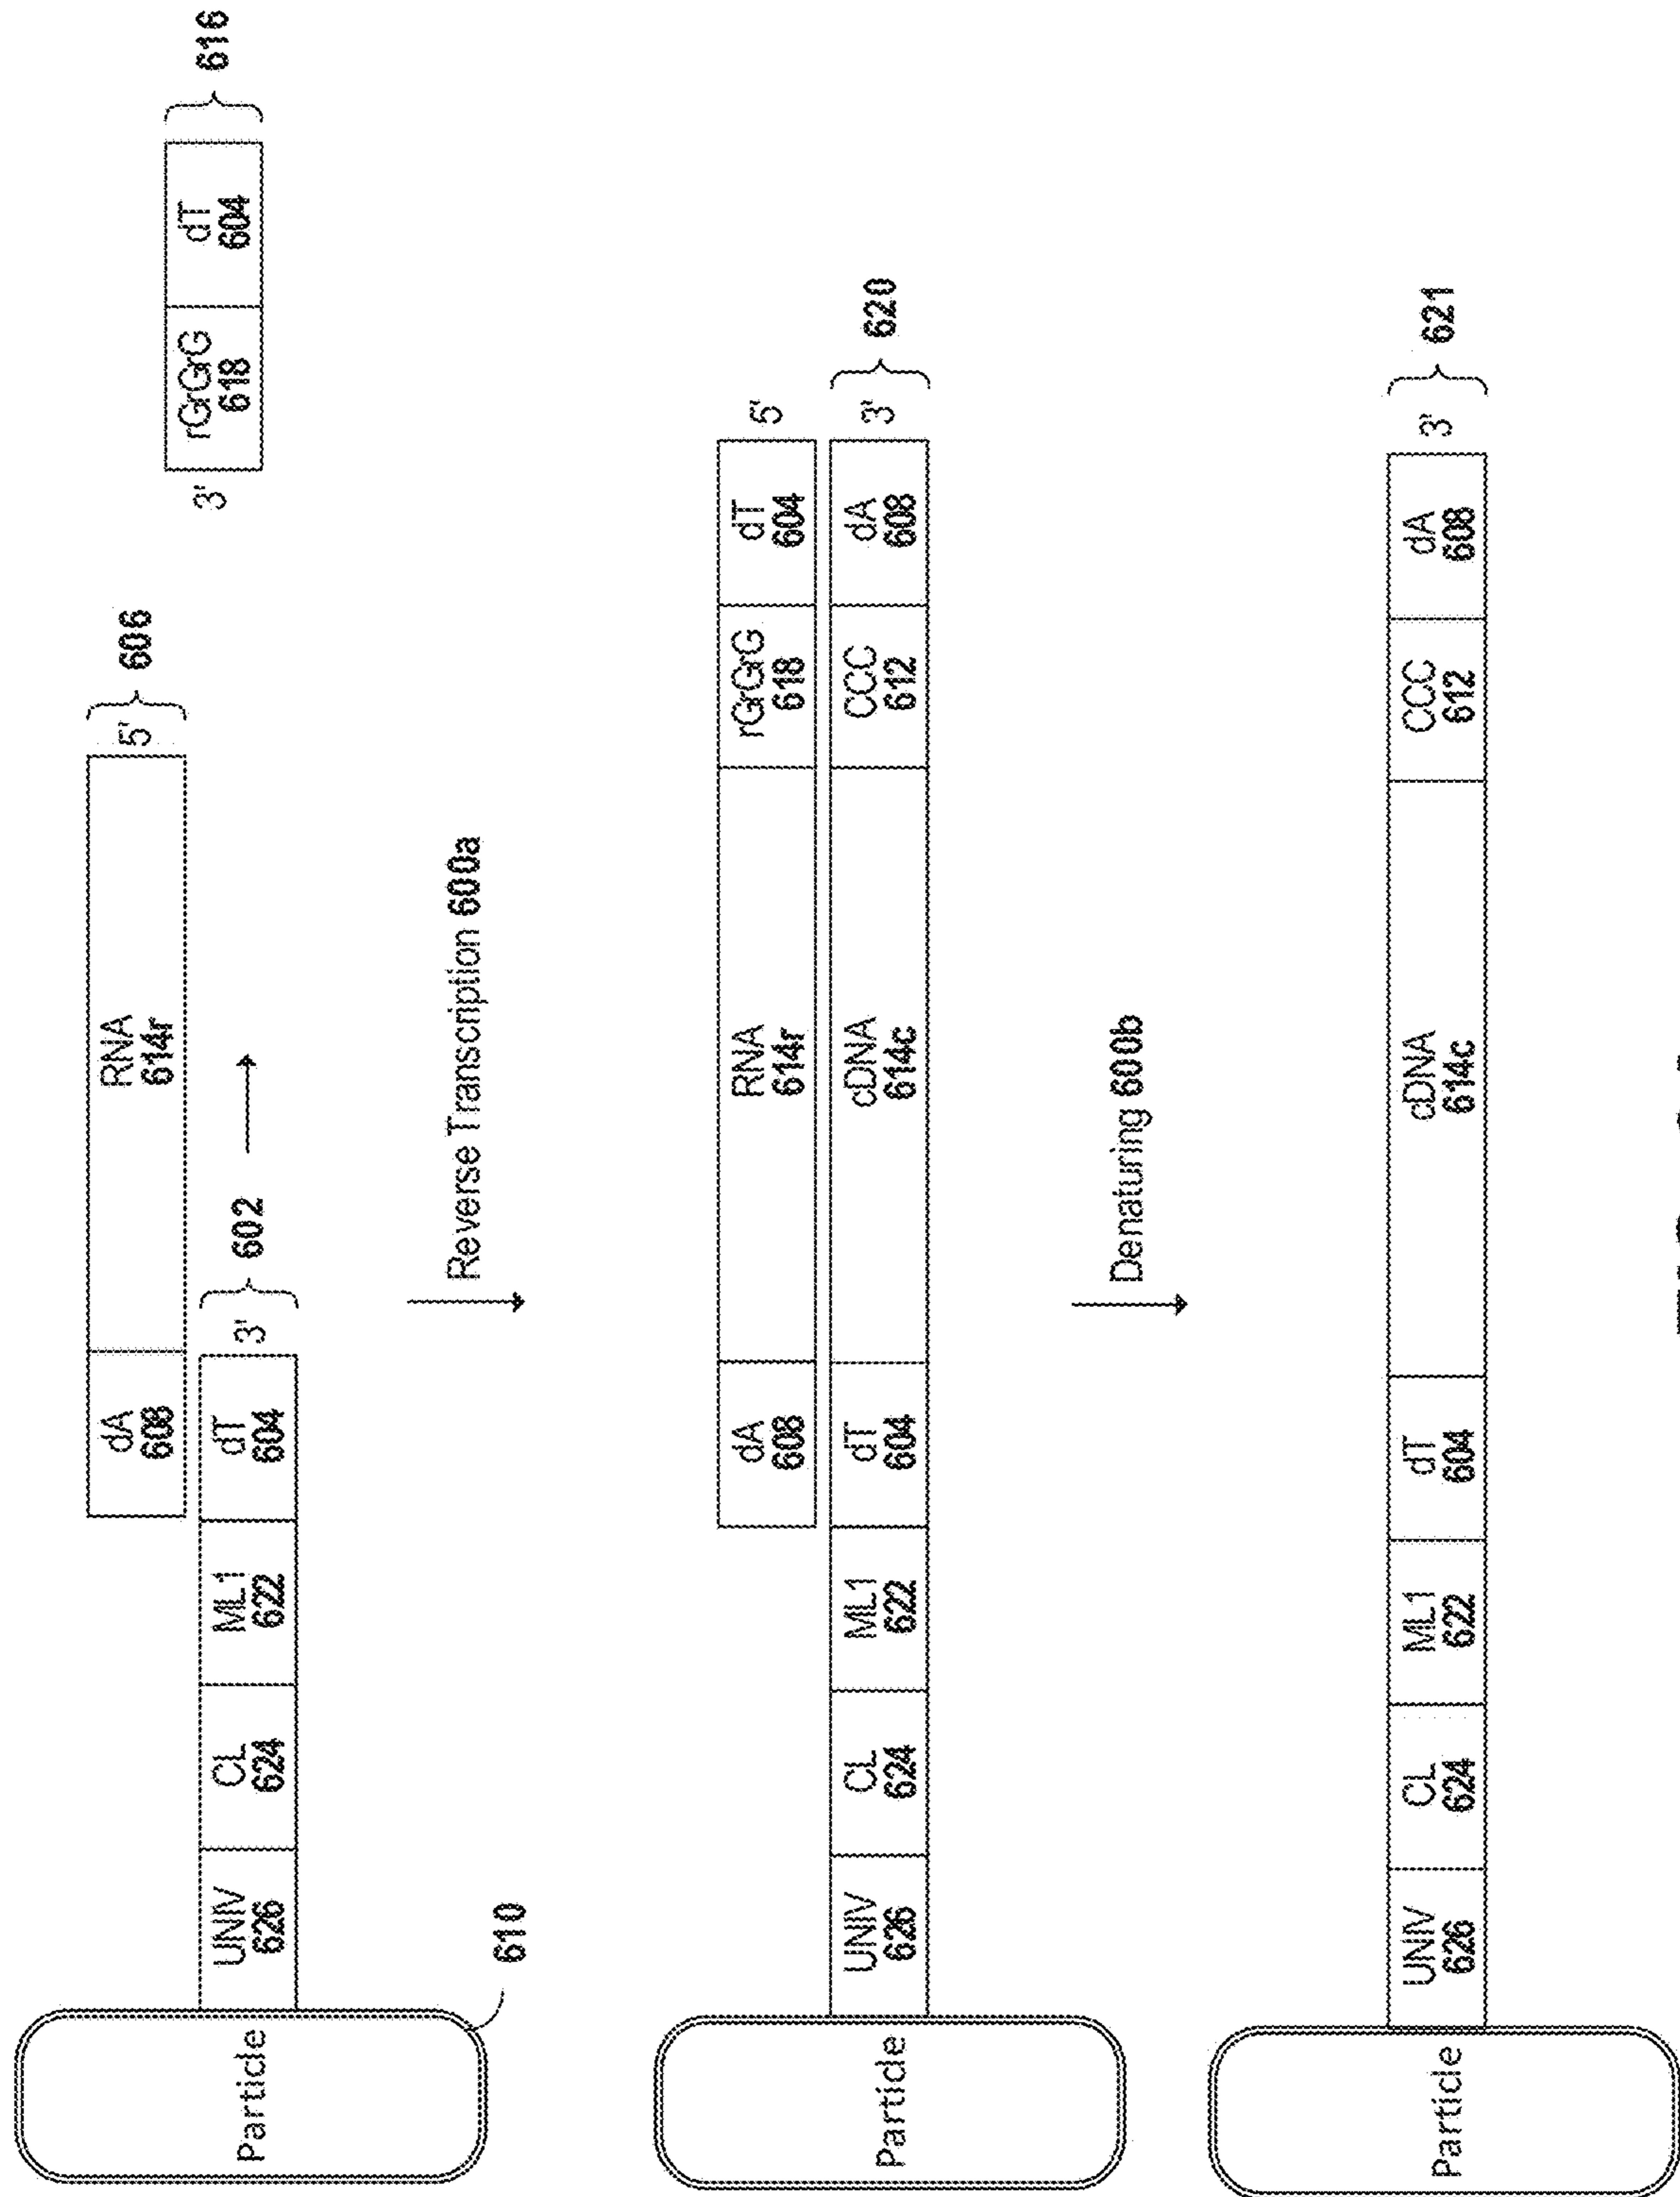 RNA
614r
5'
606
dA
608
3'
rGrGrG
618
dT
604
616
Particle
UNIV
626
CL
624
ML1
622
dT
604
3'
602
610
Reverse Transcription 600a
dA
608
RNA
614r
rGrGrG
618
dT
604
5'
Particle
UNIV
626
CL
624
ML1
622
dT
604
cDNA
614c
CCC
612
dA
608
3'
620
Denaturing 600b
Particle
UNIV
626
CL
624
ML1
622
dT
604
cDNA
614c
CCC
612
dA
608
3'
621